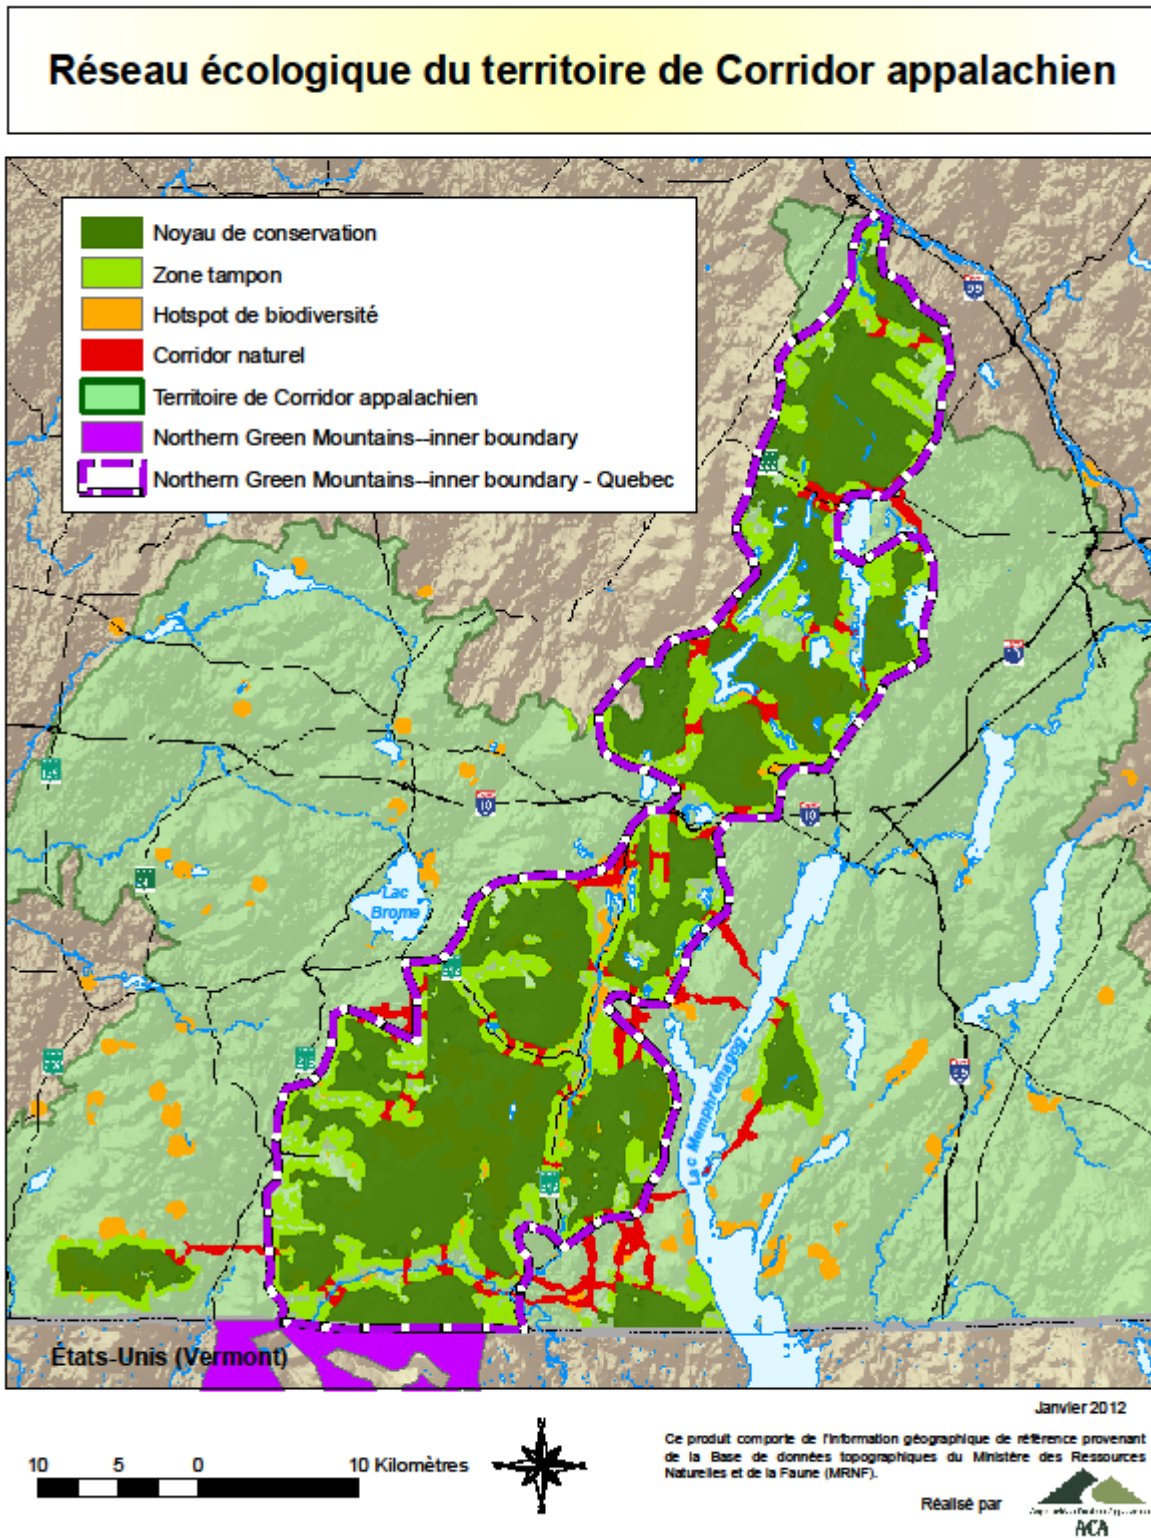 Réseau écologique du territoire de Corridor appalachien
Noyau de conservation
Zone tampon
Hotspot de biodiversité
Corridor naturel
Territoire de Corridor appalachien
Northern Green Mountains--inner boundary
Northern Green Mountains--inner boundary - Quebec
55
10
10
Lac
Brome
Lac Memphrémagog
États-Unis (Vermont)
Janvier 2012
10 5 0 10 Kilomètres
N
Ce produit comporte de l'information géographique de référence provenant
de la Base de données topographiques du Ministère des Ressources
Naturelles et de la Faune (MRNF).
Réalisé par
ACA